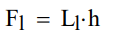 F₁ = L₁·h